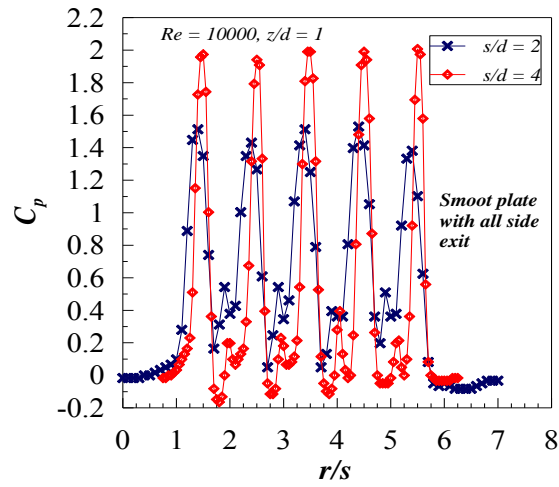 Re = 10000, z/d = 1
s/d = 2
s/d = 4
Smoot plate
with all side
exit
C_p
2.2
2
1.8
1.6
1.4
1.2
1
0.8
0.6
0.4
0.2
0
-0.2
0 1 2 3 4 5 6 7 8
r/s